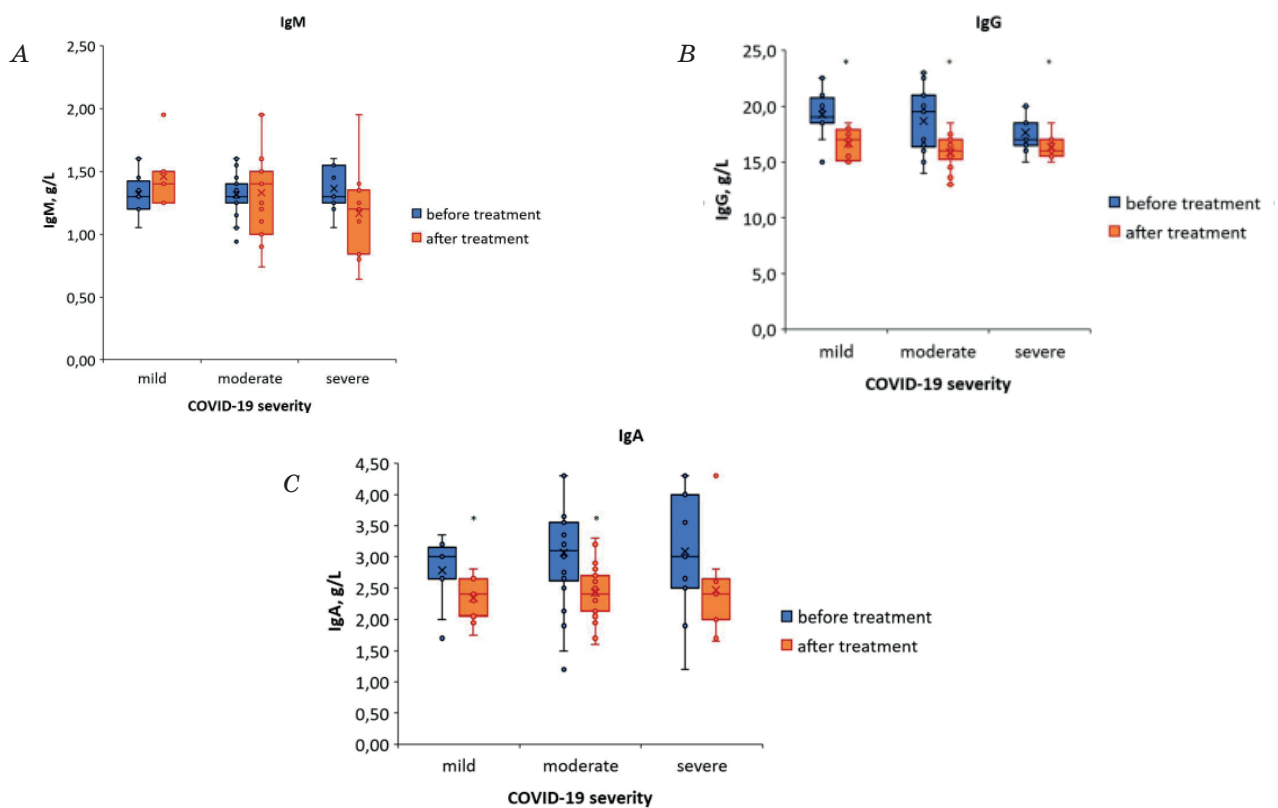 IgM
A
2,50
2,00
1,50
1,00
0,50
0,00
IgM, g/L
mild moderate severe
COVID-19 severity
before treatment
after treatment
IgG
B
25,0
20,0
15,0
10,0
5,0
0,0
IgG, g/L
* * *
mild moderate severe
COVID-19 severity
before treatment
after treatment
IgA
C
4,50
4,00
3,50
3,00
2,50
2,00
1,50
1,00
0,50
0,00
IgA, g/L
* *
mild moderate severe
COVID-19 severity
before treatment
after treatment